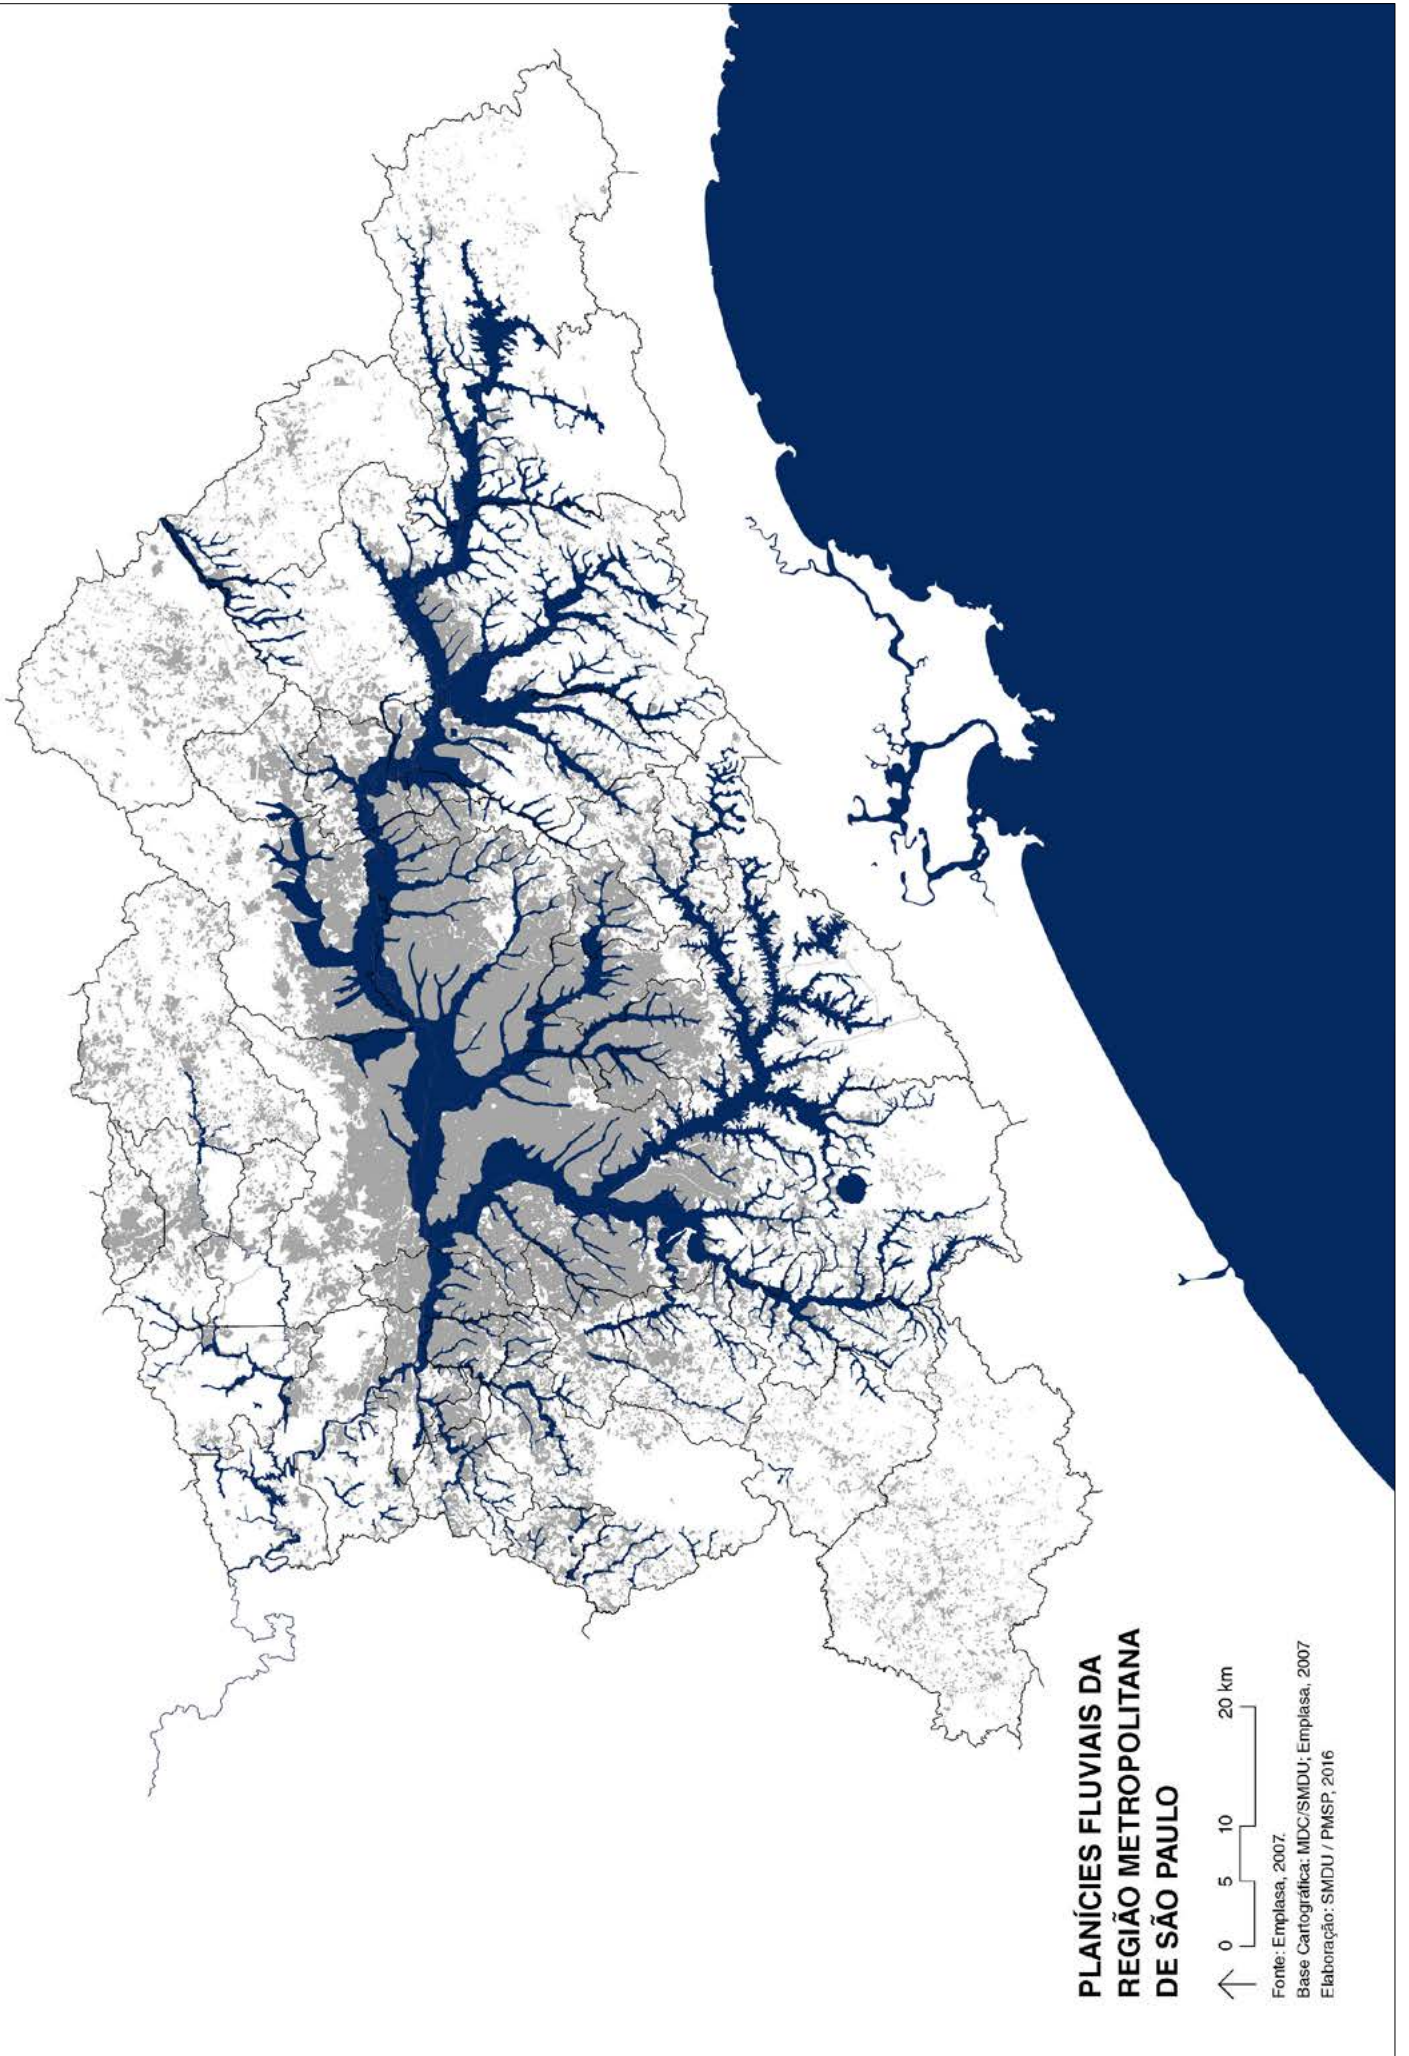 PLANÍCIES FLUVIAIS DA
REGIÃO METROPOLITANA
DE SÃO PAULO
0 5 10 20 km
Fonte: Emplasa, 2007.
Base Cartográfica: MDC/SMDU; Emplasa, 2007
Elaboração: SMDU / PMSP, 2016